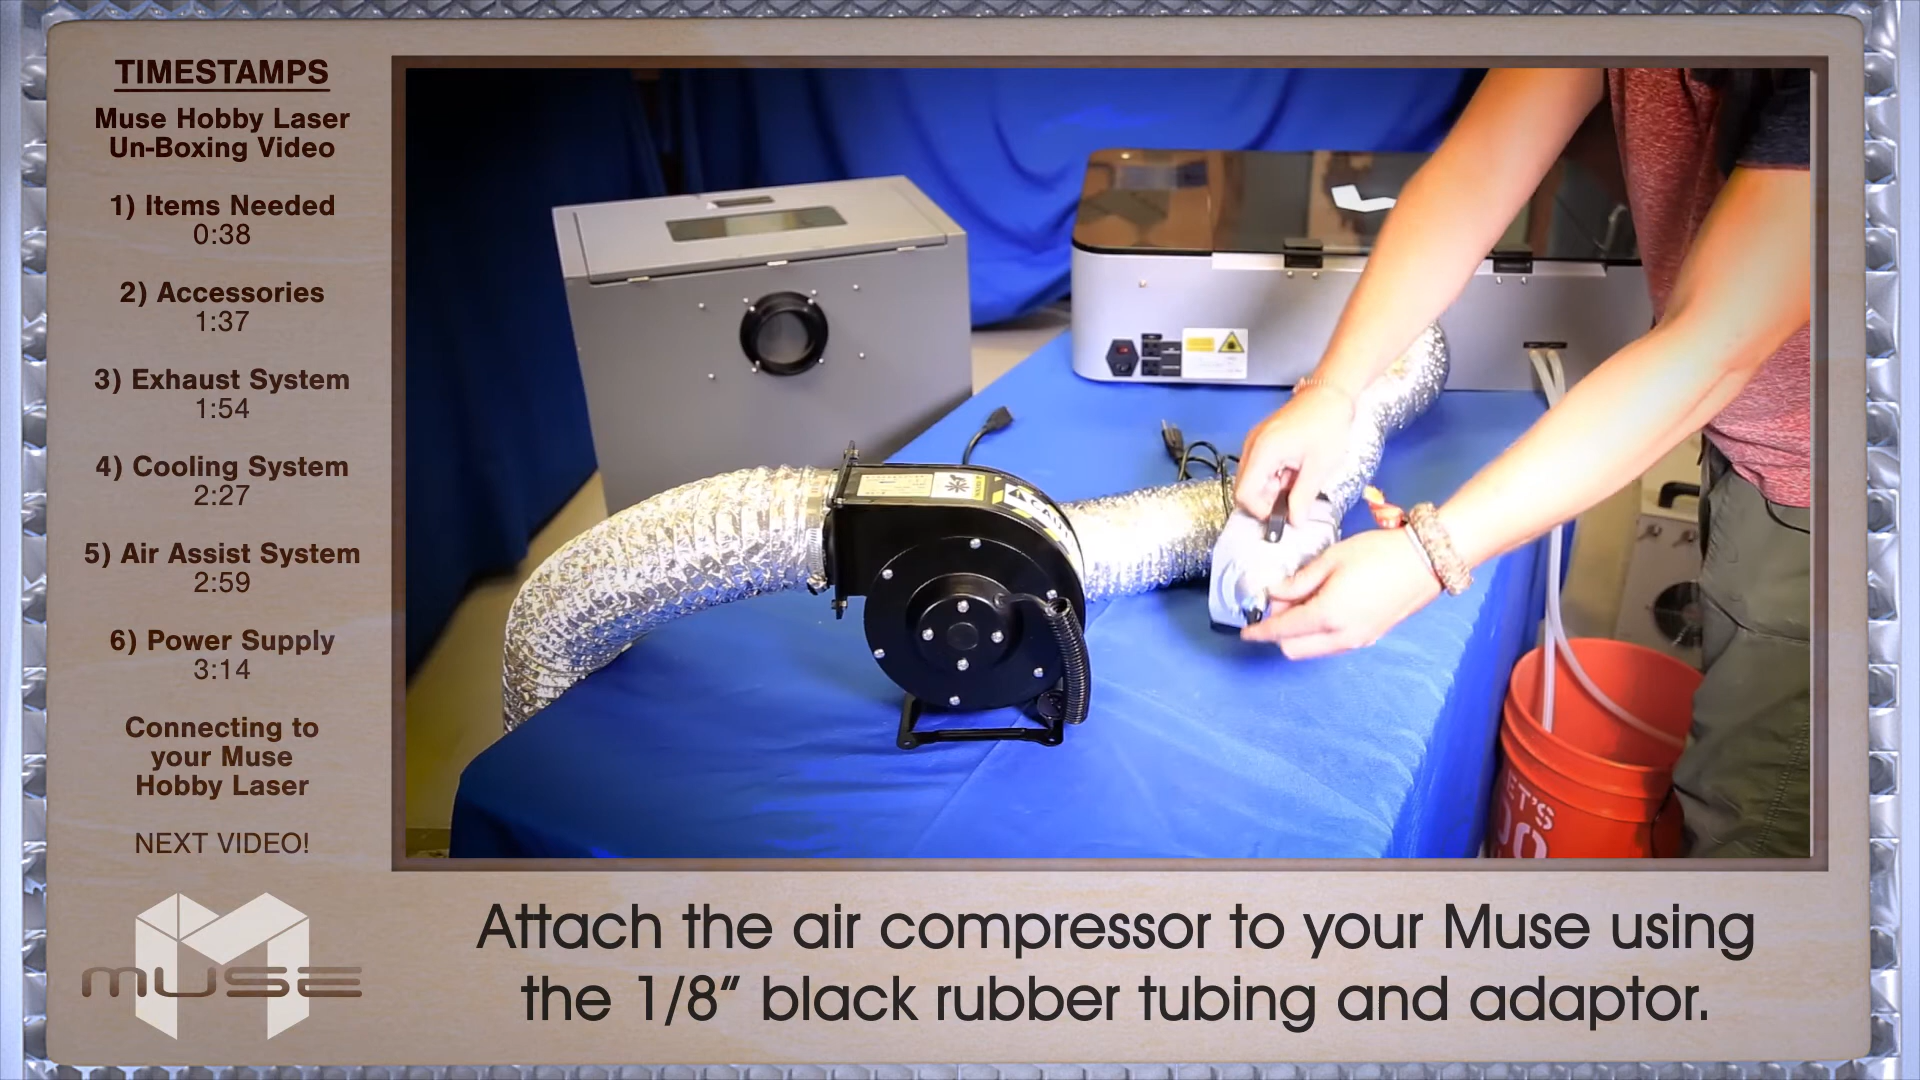 TIMESTAMPS
Muse Hobby Laser
Un-Boxing Video
1) Items Needed
0:38
2) Accessories
1:37
3) Exhaust System
1:54
4) Cooling System
2:27
5) Air Assist System
2:59
6) Power Supply
3:14
Connecting to
your Muse
Hobby Laser
NEXT VIDEO!
MUSE
Attach the air compressor to your Muse using
the 1/8" black rubber tubing and adaptor.